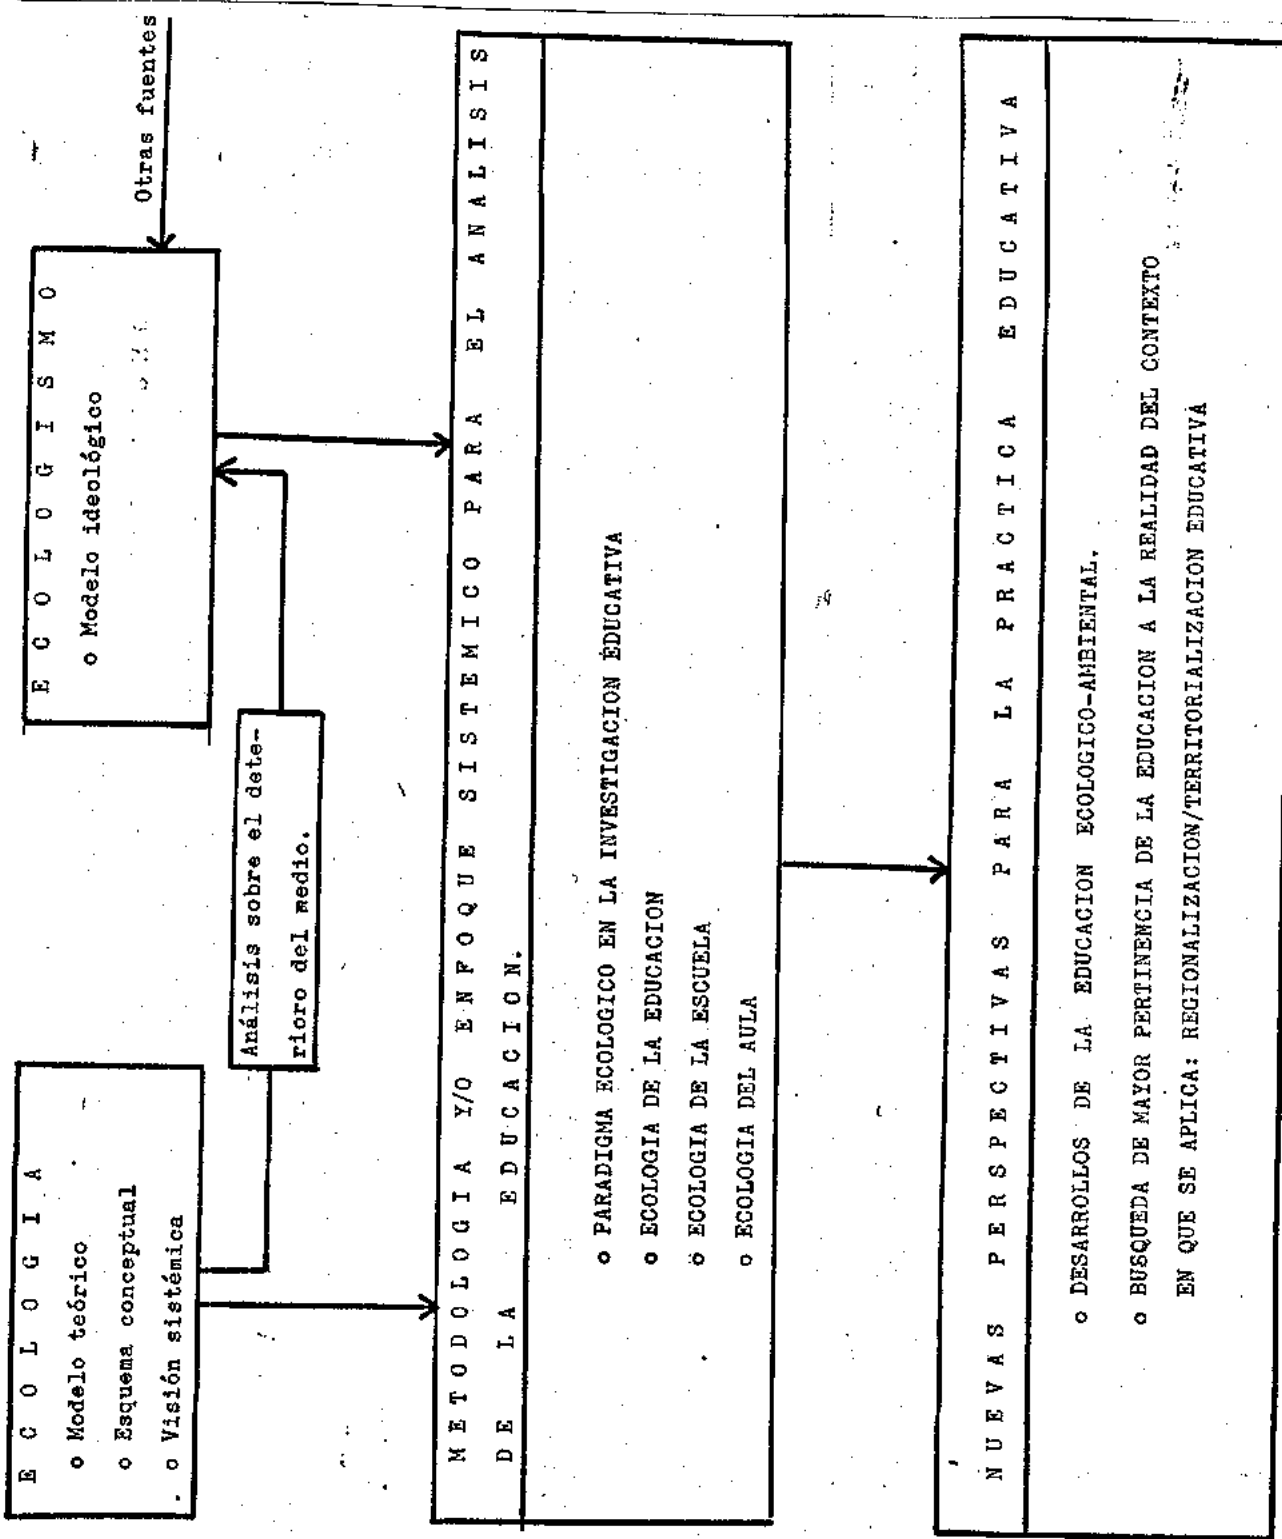 E C O L O G I A
o Modelo teórico
o Esquema conceptual
o Visión sistémica
Análisis sobre el dete-
rioro del medio.
E C O L O G I S M O
o Modelo ideológico
Otras fuentes
M E T O D O L O G I A Y/O E N F O Q U E S I S T E M I C O P A R A E L A N A L I S I S
D E L A E D U C A C I O N.
o PARADIGMA ECOLOGICO EN LA INVESTIGACION EDUCATIVA
o ECOLOGIA DE LA EDUCACION
o ECOLOGIA DE LA ESCUELA
o ECOLOGIA DEL AULA
N U E V A S P E R S P E C T I V A S P A R A L A P R A C T I C A E D U C A T I V A
o DESARROLLOS DE LA EDUCACION ECOLOGICO-AMBIENTAL.
o BUSQUEDA DE MAYOR PERTINENCIA DE LA EDUCACION A LA REALIDAD DEL CONTEXTO
EN QUE SE APLICA: REGIONALIZACION/TERRITORIALIZACION EDUCATIVA